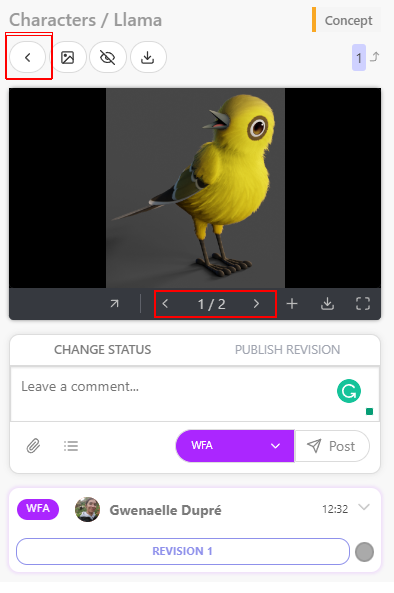 Characters / Llama
Concept
1
1 / 2
CHANGE STATUS
PUBLISH REVISION
Leave a comment...
WFA
Post
WFA
Gwenaelle Dupré
12:32
REVISION 1